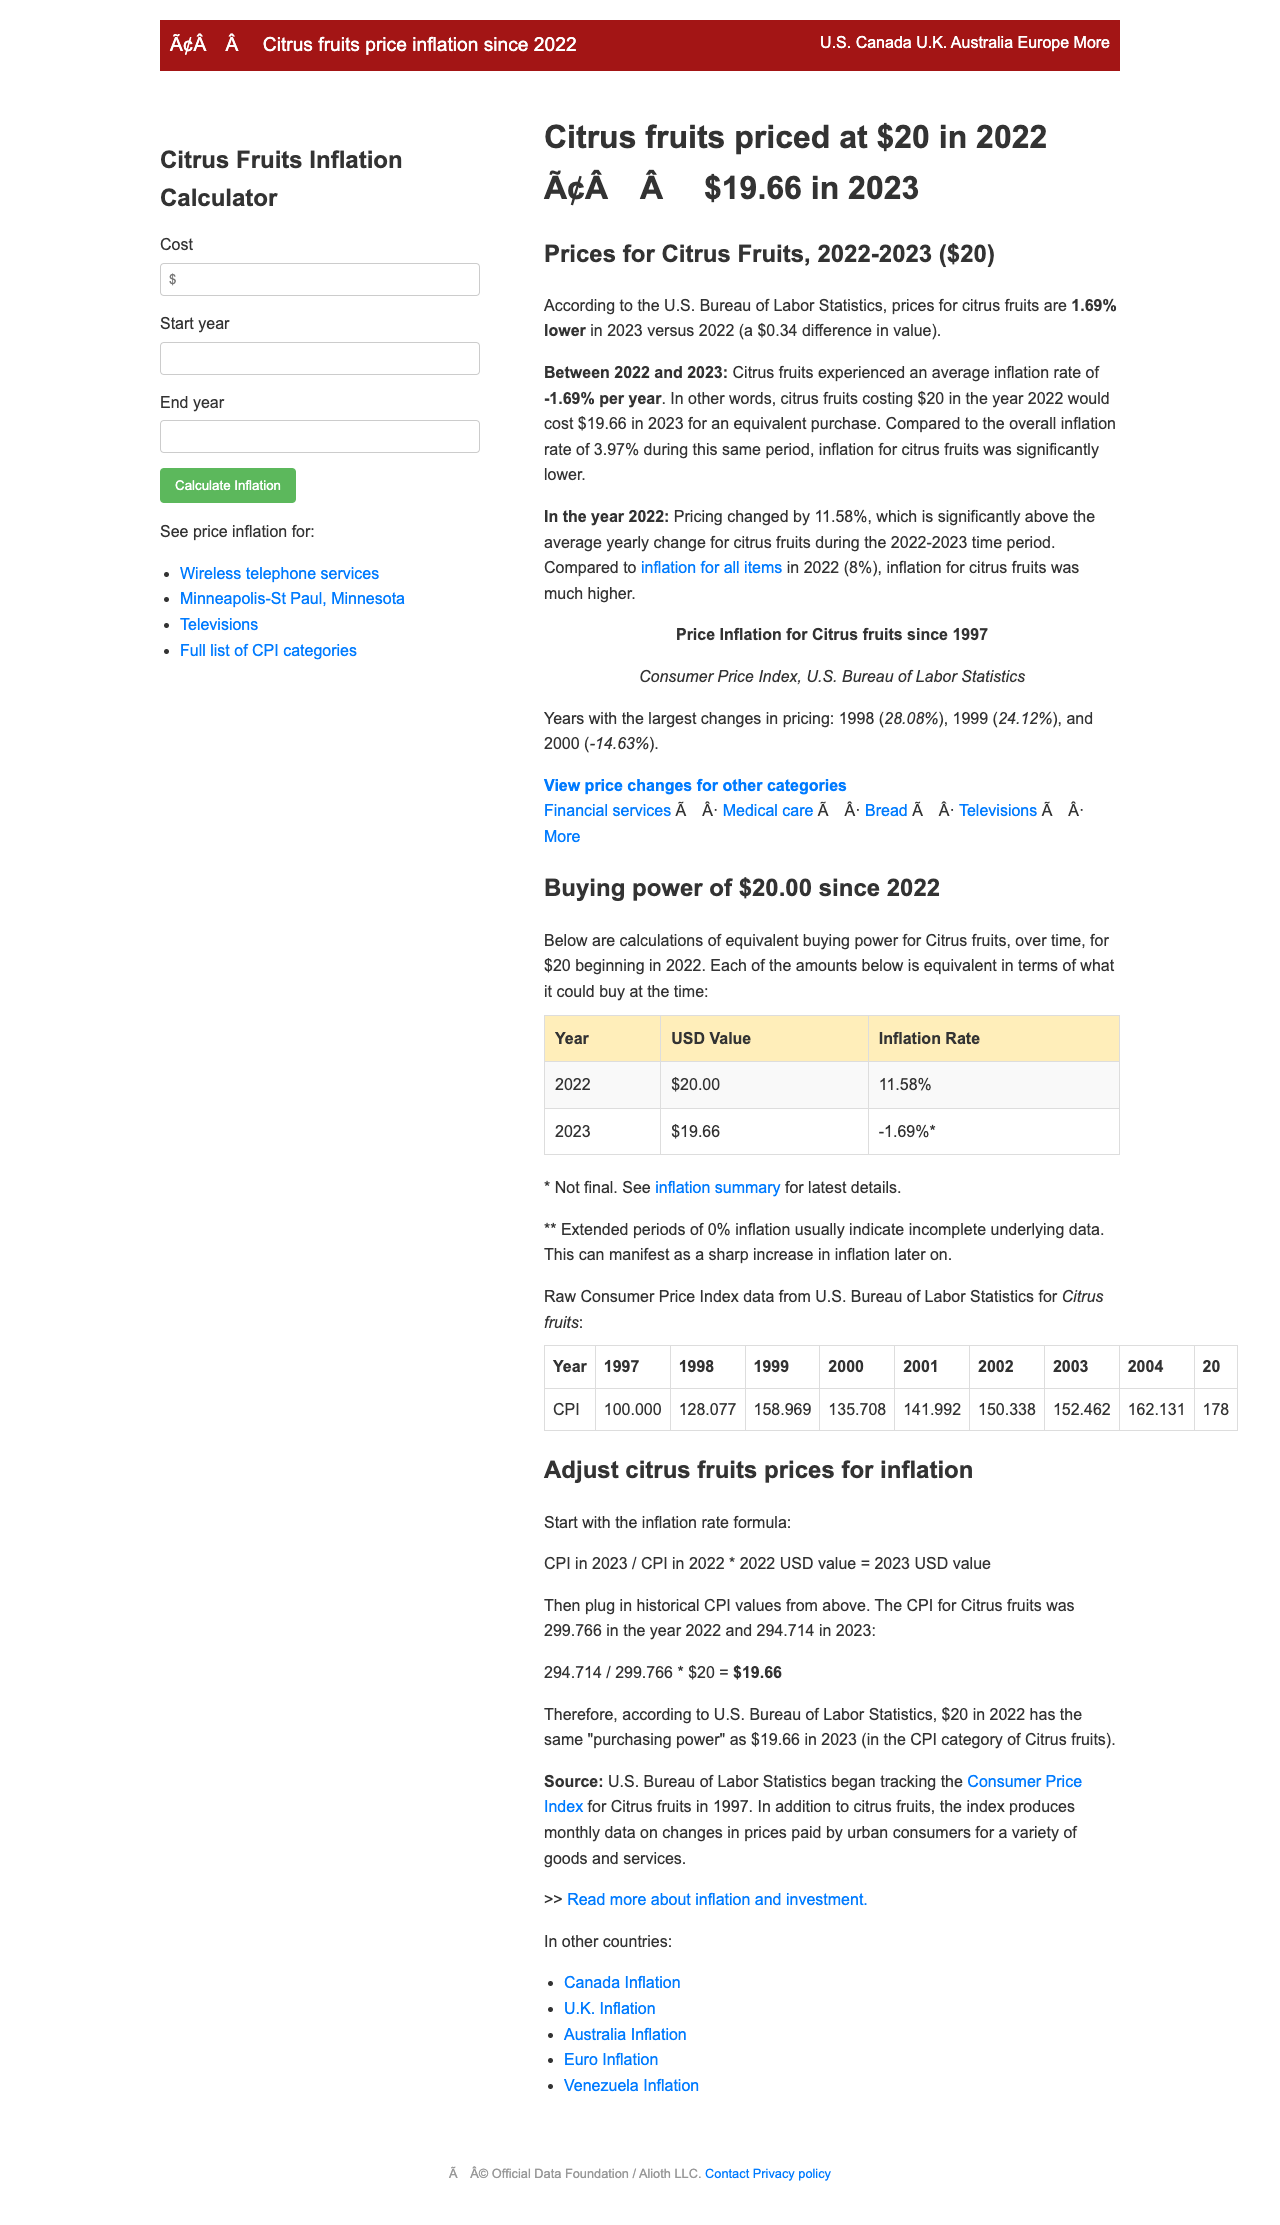 Ã¢Â Â Citrus fruits price inflation since 2022
U.S. Canada U.K. Australia Europe More
Citrus Fruits Inflation
Calculator
Cost
$
Start year
End year
Calculate Inflation
See price inflation for:
• Wireless telephone services
• Minneapolis-St Paul, Minnesota
• Televisions
• Full list of CPI categories
Citrus fruits priced at $20 in 2022
Ã¢Â Â $19.66 in 2023
Prices for Citrus Fruits, 2022-2023 ($20)
According to the U.S. Bureau of Labor Statistics, prices for citrus fruits are 1.69%
lower in 2023 versus 2022 (a $0.34 difference in value).
Between 2022 and 2023: Citrus fruits experienced an average inflation rate of
-1.69% per year. In other words, citrus fruits costing $20 in the year 2022 would
cost $19.66 in 2023 for an equivalent purchase. Compared to the overall inflation
rate of 3.97% during this same period, inflation for citrus fruits was significantly
lower.
In the year 2022: Pricing changed by 11.58%, which is significantly above the
average yearly change for citrus fruits during the 2022-2023 time period.
Compared to inflation for all items in 2022 (8%), inflation for citrus fruits was
much higher.
Price Inflation for Citrus fruits since 1997
Consumer Price Index, U.S. Bureau of Labor Statistics
Years with the largest changes in pricing: 1998 (28.08%), 1999 (24.12%), and
2000 (-14.63%).
View price changes for other categories
Financial services Ã Â· Medical care Ã Â· Bread Ã Â· Televisions Ã Â·
More
Buying power of $20.00 since 2022
Below are calculations of equivalent buying power for Citrus fruits, over time, for
$20 beginning in 2022. Each of the amounts below is equivalent in terms of what
it could buy at the time:
Year USD Value Inflation Rate
2022 $20.00 11.58%
2023 $19.66 -1.69%*
* Not final. See inflation summary for latest details.
** Extended periods of 0% inflation usually indicate incomplete underlying data.
This can manifest as a sharp increase in inflation later on.
Raw Consumer Price Index data from U.S. Bureau of Labor Statistics for Citrus
fruits:
Year 1997 1998 1999 2000 2001 2002 2003 2004 20
CPI 100.000 128.077 158.969 135.708 141.992 150.338 152.462 162.131 178
Adjust citrus fruits prices for inflation
Start with the inflation rate formula:
CPI in 2023 / CPI in 2022 * 2022 USD value = 2023 USD value
Then plug in historical CPI values from above. The CPI for Citrus fruits was
299.766 in the year 2022 and 294.714 in 2023:
294.714 / 299.766 * $20 = $19.66
Therefore, according to U.S. Bureau of Labor Statistics, $20 in 2022 has the
same "purchasing power" as $19.66 in 2023 (in the CPI category of Citrus fruits).
Source: U.S. Bureau of Labor Statistics began tracking the Consumer Price
Index for Citrus fruits in 1997. In addition to citrus fruits, the index produces
monthly data on changes in prices paid by urban consumers for a variety of
goods and services.
>> Read more about inflation and investment.
In other countries:
• Canada Inflation
• U.K. Inflation
• Australia Inflation
• Euro Inflation
• Venezuela Inflation
Ã Â© Official Data Foundation / Alioth LLC. Contact Privacy policy